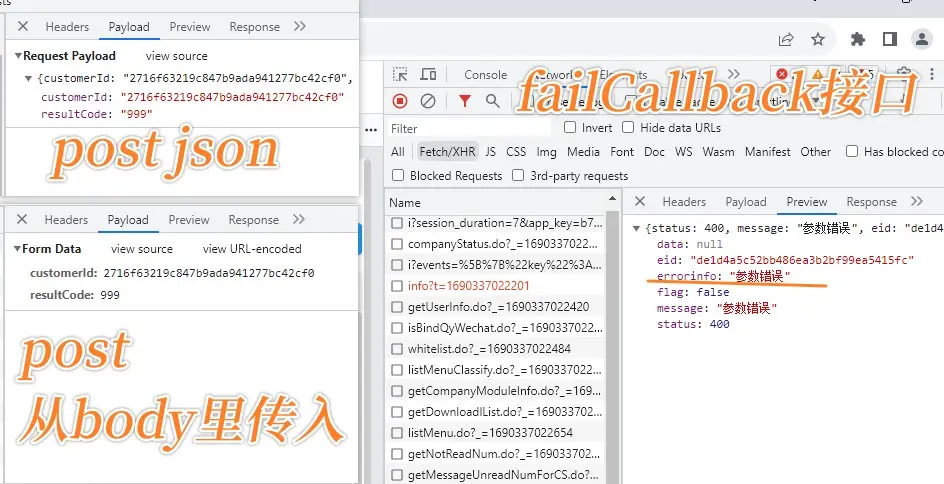 Headers Payload Preview Response
Request Payload view source
{customerId: "2716f63219c847b9ada941277bc42cf0",
customerId: "2716f63219c847b9ada941277bc42cf0"
resultCode: "999"
post json
Headers Payload Preview Response
Form Data view source view URL-encoded
customerId: 2716f63219c847b9ada941277bc42cf0
resultCode: 999
post
从body里传入
Console
failCallback接口
Filter Invert Hide data URLs
All Fetch/XHR JS CSS Img Media Font Doc WS Wasm Manifest Other Has blocked co
Blocked Requests 3rd-party requests
Name
i?session_duration=7&app_key=b7...
companyStatus.do?_=1690337022...
i?events=%5B%7B%22key%22%3A...
info?t=1690337022201
getUserInfo.do?_=1690337022420
isBindQyWechat.do?_=169033702...
whitelist.do?_=1690337022484
listMenuClassify.do?_=169033702...
getCompanyModuleInfo.do?_=169...
getDownloadIList.do?_=16903370...
listMenu.do?_=1690337022654
getNotReadNum.do?_=169033702...
getMessageUnreadNumForCS.do?...
Headers Payload Preview Response
{status: 400, message: "参数错误", eid: "de1d4
data: null
eid: "de1d4a5c52bb486ea3b2bf99ea5415fc"
errorinfo: "参数错误"
flag: false
message: "参数错误"
status: 400